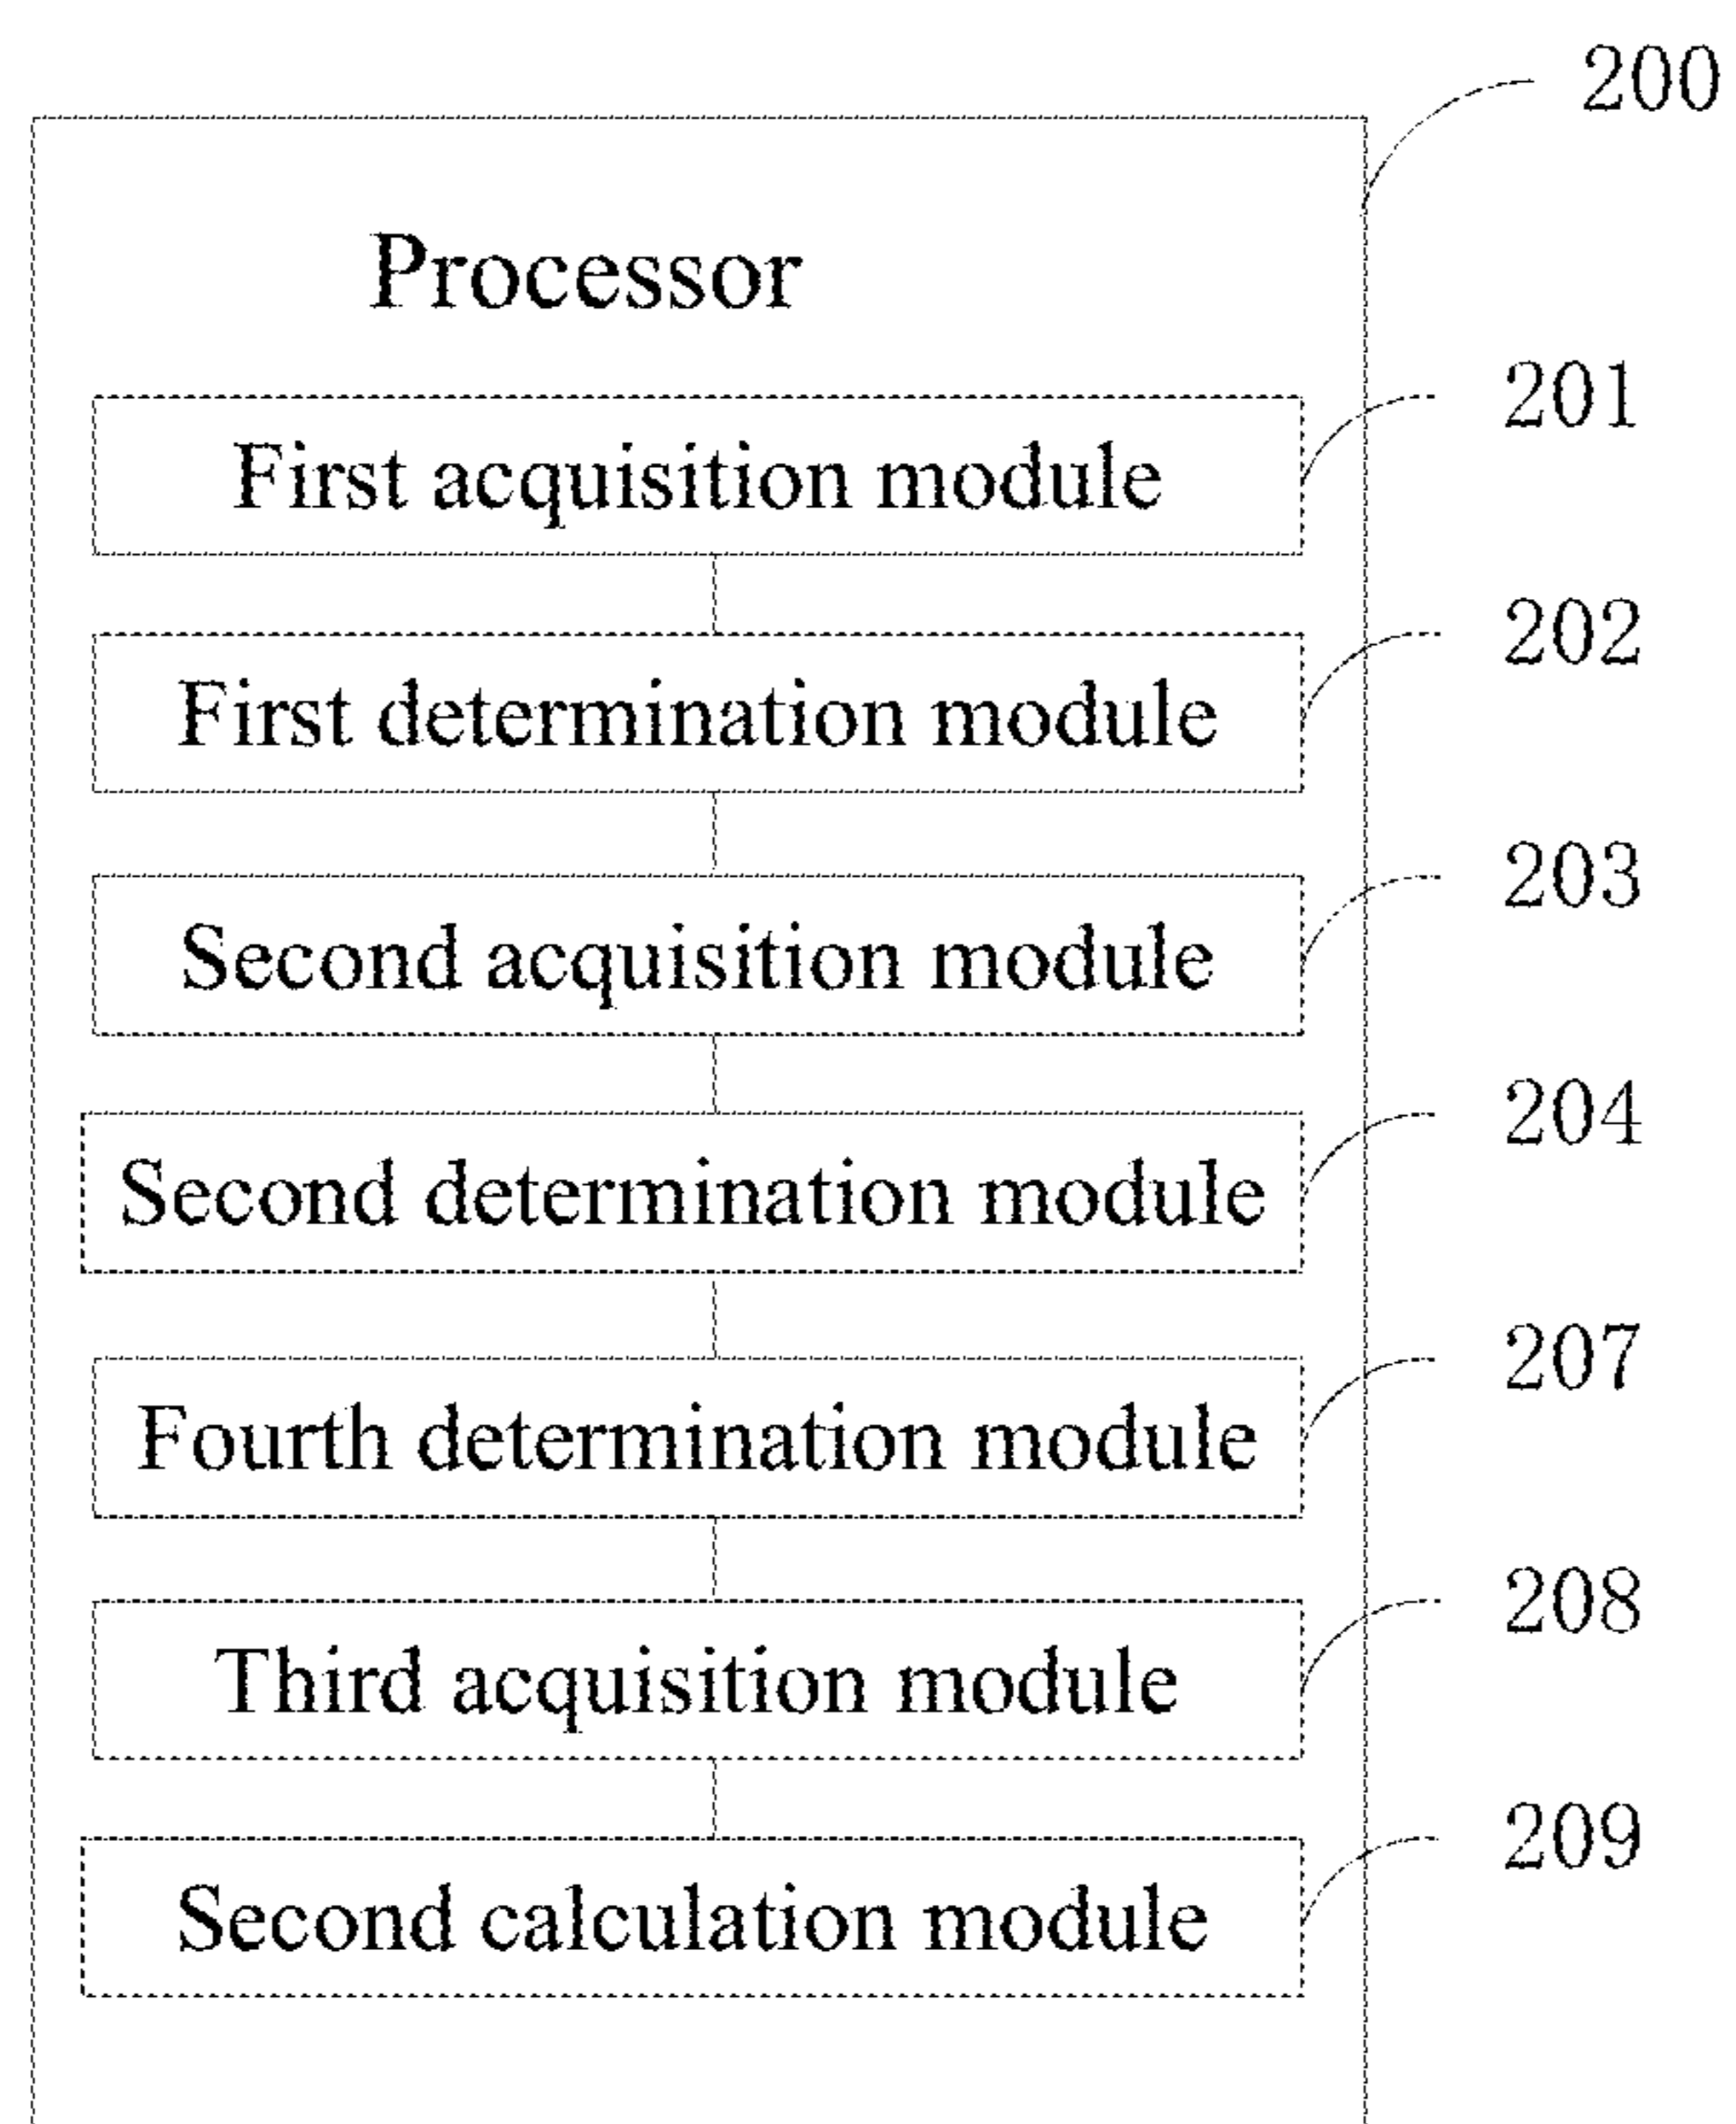 200
Processor
201
First acquisition module
202
First determination module
203
Second acquisition module
204
Second determination module
207
Fourth determination module
208
Third acquisition module
209
Second calculation module